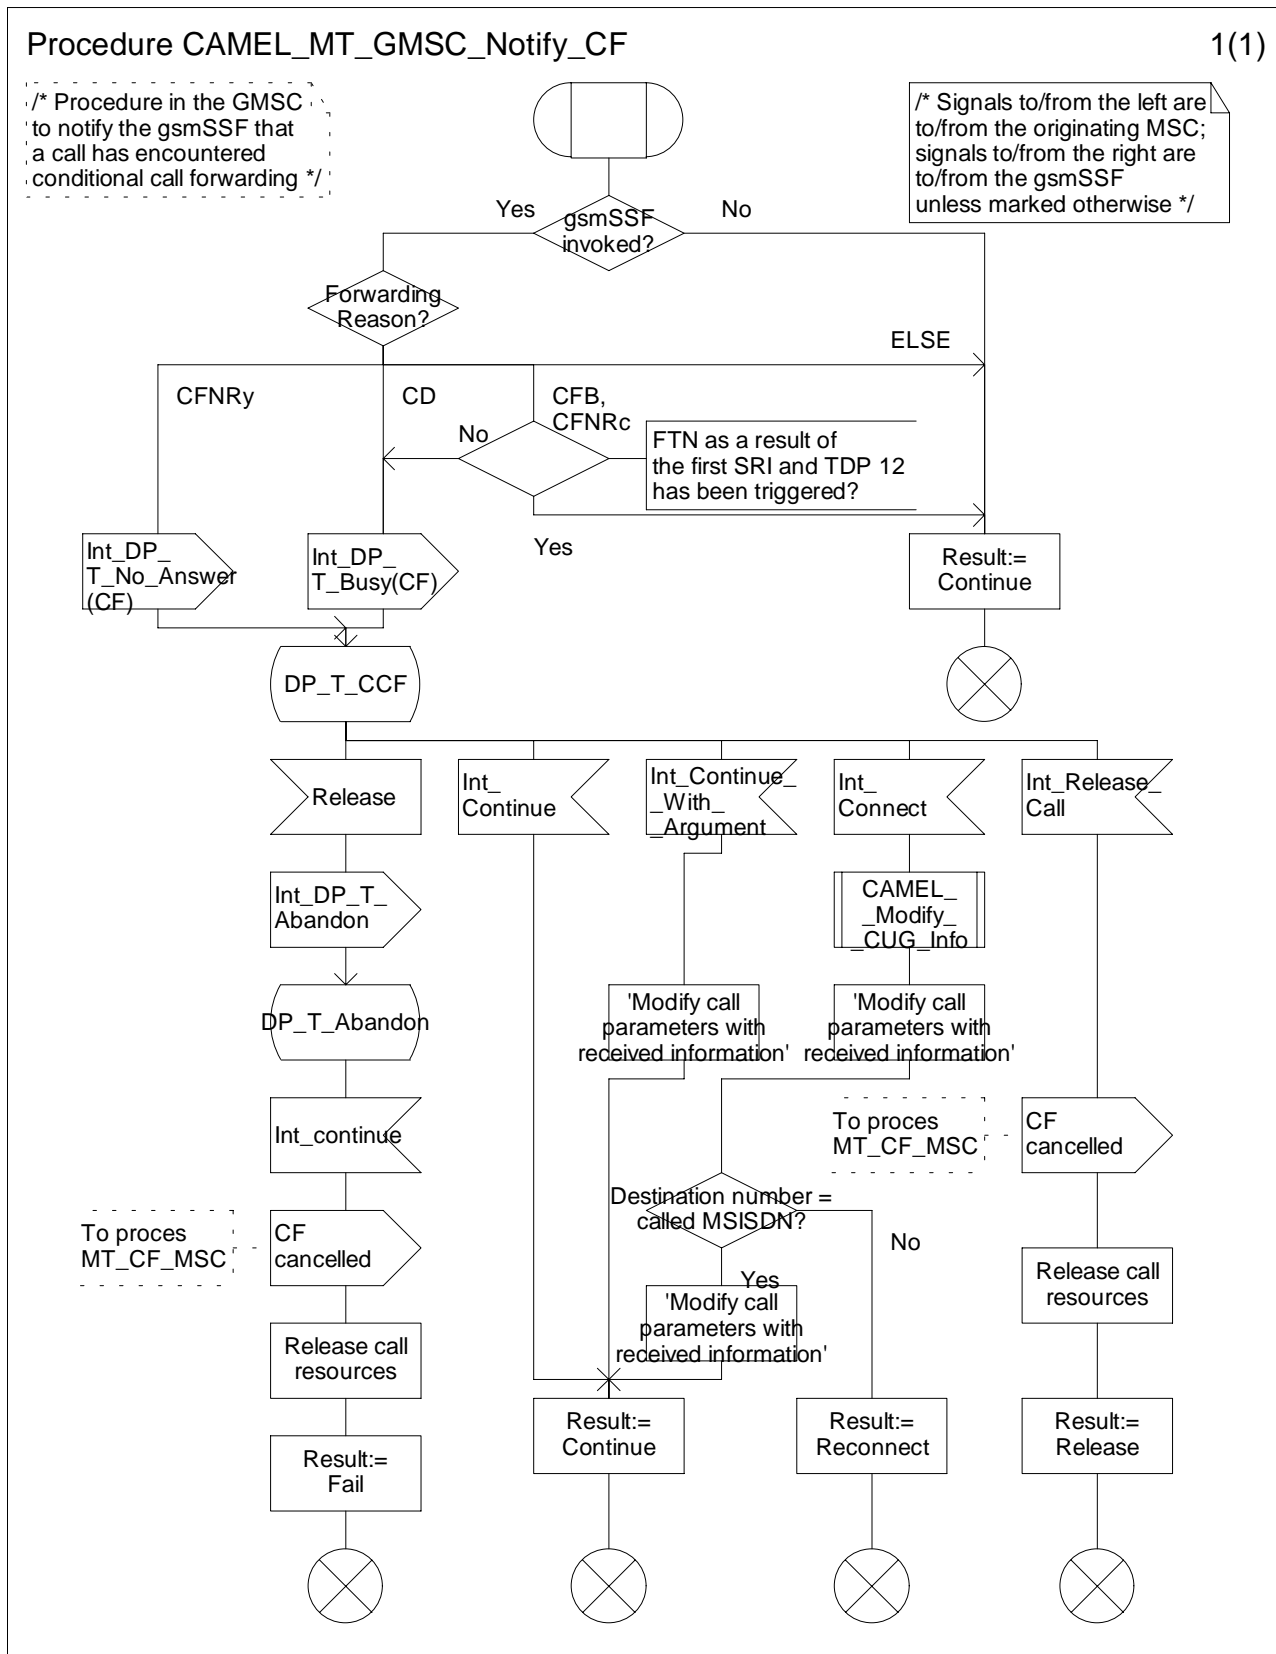 Procedure CAMEL_MT_GMSC_Notify_CF
1(1)
/* Procedure in the GMSC
to notify the gsmSSF that
a call has encountered
conditional call forwarding */
/* Signals to/from the left are
to/from the originating MSC;
signals to/from the right are
to/from the gsmSSF
unless marked otherwise */
Yes
gsmSSF
invoked?
No
Forwarding
Reason?
ELSE
CFNRy
CD
CFB,
CFNRc
No
FTN as a result of
the first SRI and TDP 12
has been triggered?
Yes
Int_DP_
T_No_Answer
(CF)
Int_DP_
T_Busy(CF)
Result:=
Continue
DP_T_CCF
Release
Int_
Continue
Int_Continue_
_With_
_Argument
Int_
Connect
Int_Release_
Call
Int_DP_T_
Abandon
CAMEL_
_Modify_
_CUG_Info
DP_T_Abandon
'Modify call
parameters with
received information'
'Modify call
parameters with
received information'
Int_continue
To proces
MT_CF_MSC
CF
cancelled
Destination number =
called MSISDN?
No
Yes
To proces
MT_CF_MSC
CF
cancelled
Release call
resources
'Modify call
parameters with
received information'
Release call
resources
Result:=
Continue
Result:=
Reconnect
Result:=
Release
Result:=
Fail